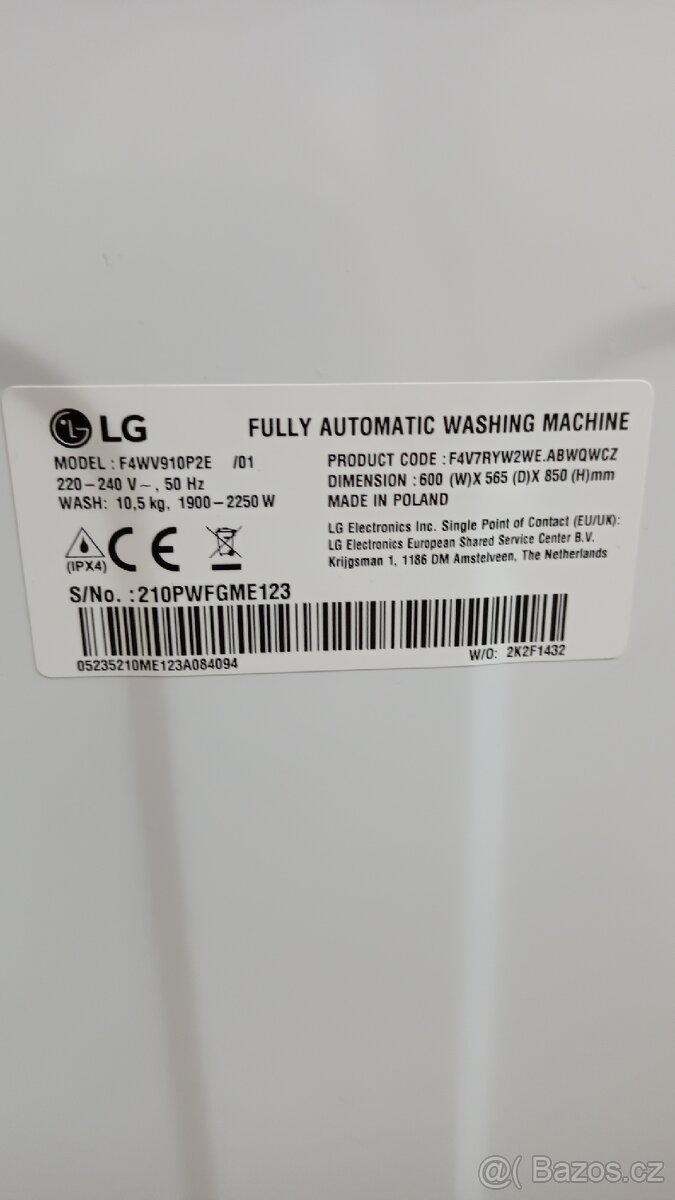 LG FULLY AUTOMATIC WASHING MACHINE
MODEL : F4WV910P2E /01
220-240 V~, 50 Hz
WASH: 10,5 kg, 1900-2250 W
PRODUCT CODE : F4V7RYW2WE.ABWQWCZ
DIMENSION : 600 (W)X 565 (D)X 850 (H)mm
MADE IN POLAND
LG Electronics Inc. Single Point of Contact (EU/UK):
LG Electronics European Shared Service Center B.V.
Krijgsman 1, 1186 DM Amstelveen, The Netherlands
(IPX4) CE
S/No. :210PWFGME123
05235210ME123A084094
W/O: 2K2F1432
@( Bazos.cz